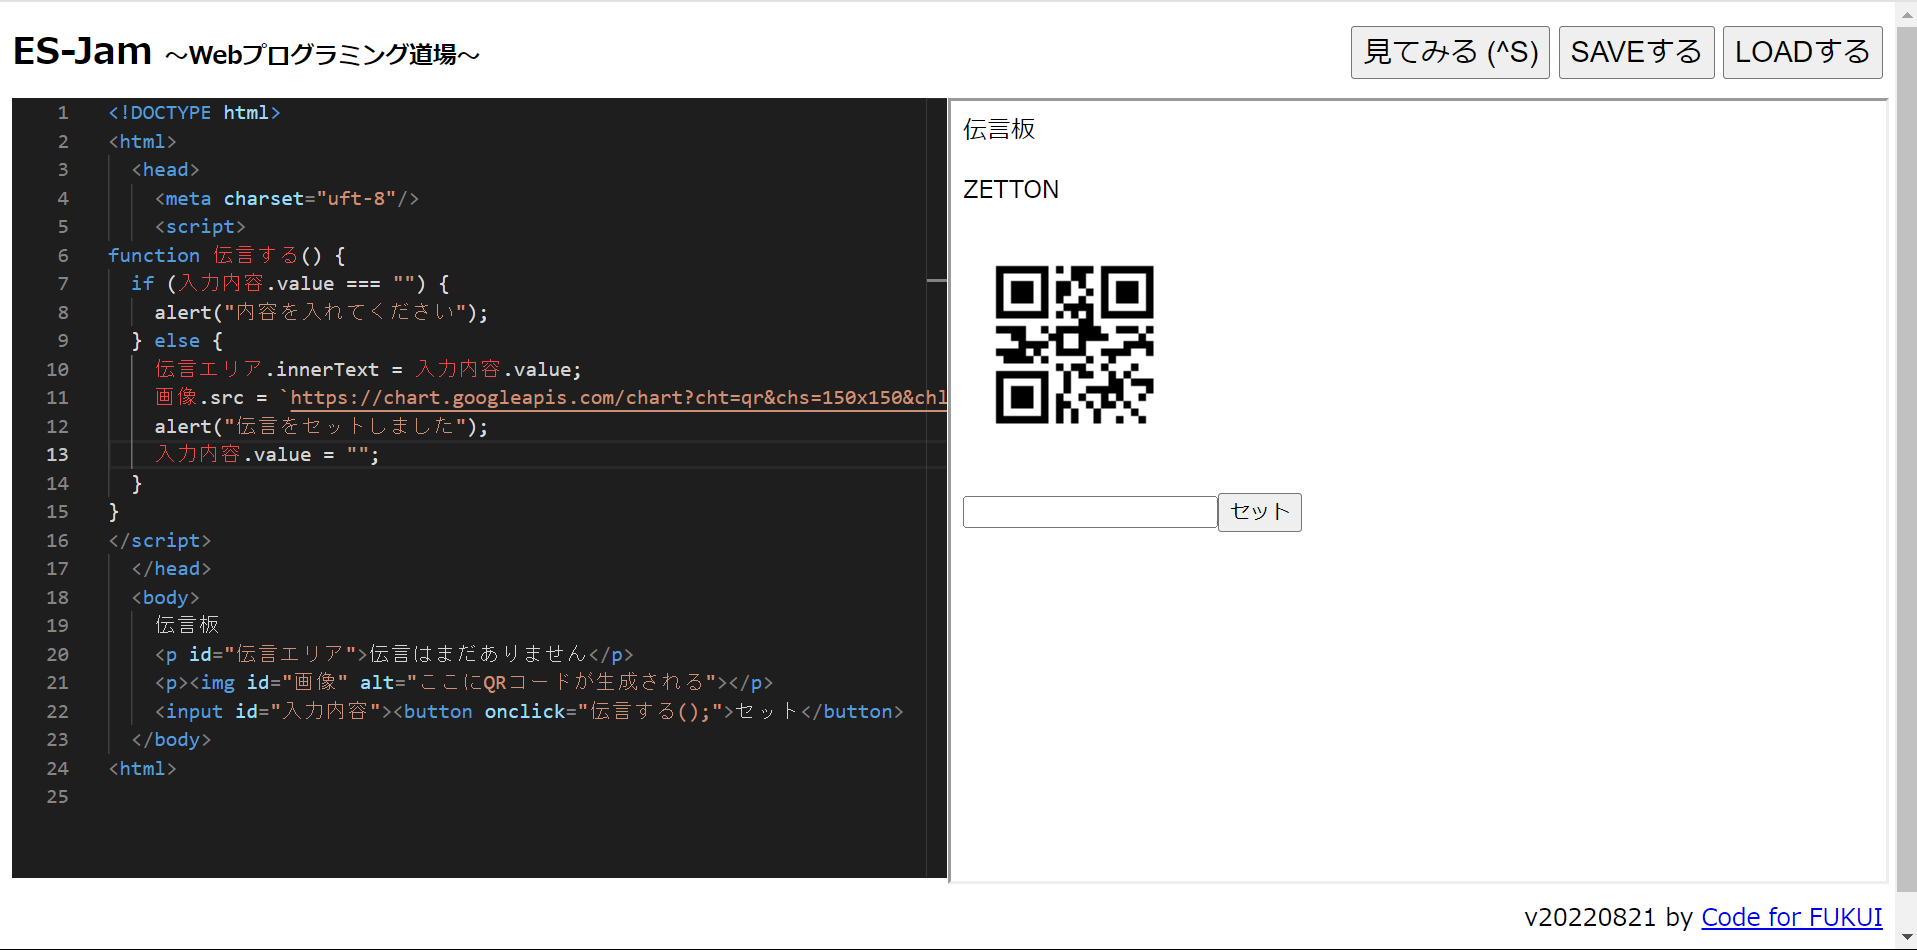 ES-Jam ～Webプログラミング道場～
見てみる (^S) SAVEする LOADする
1 <!DOCTYPE html>
2 <html>
3 <head>
4 <meta charset="uft-8"/>
5 <script>
6 function 伝言する() {
7 if (入力内容.value === "") {
8 alert("内容を入れてください");
9 } else {
10 伝言エリア.innerText = 入力内容.value;
11 画像.src = `https://chart.googleapis.com/chart?cht=qr&chs=150x150&chl
12 alert("伝言をセットしました");
13 入力内容.value = "";
14 }
15 }
16 </script>
17 </head>
18 <body>
19 伝言板
20 <p id="伝言エリア">伝言はまだありません</p>
21 <p><img id="画像" alt="ここにQRコードが生成される"></p>
22 <input id="入力内容"><button onclick="伝言する();">セット</button>
23 </body>
24 <html>
25
伝言板
ZETTON
セット
v20220821 by Code for FUKUI